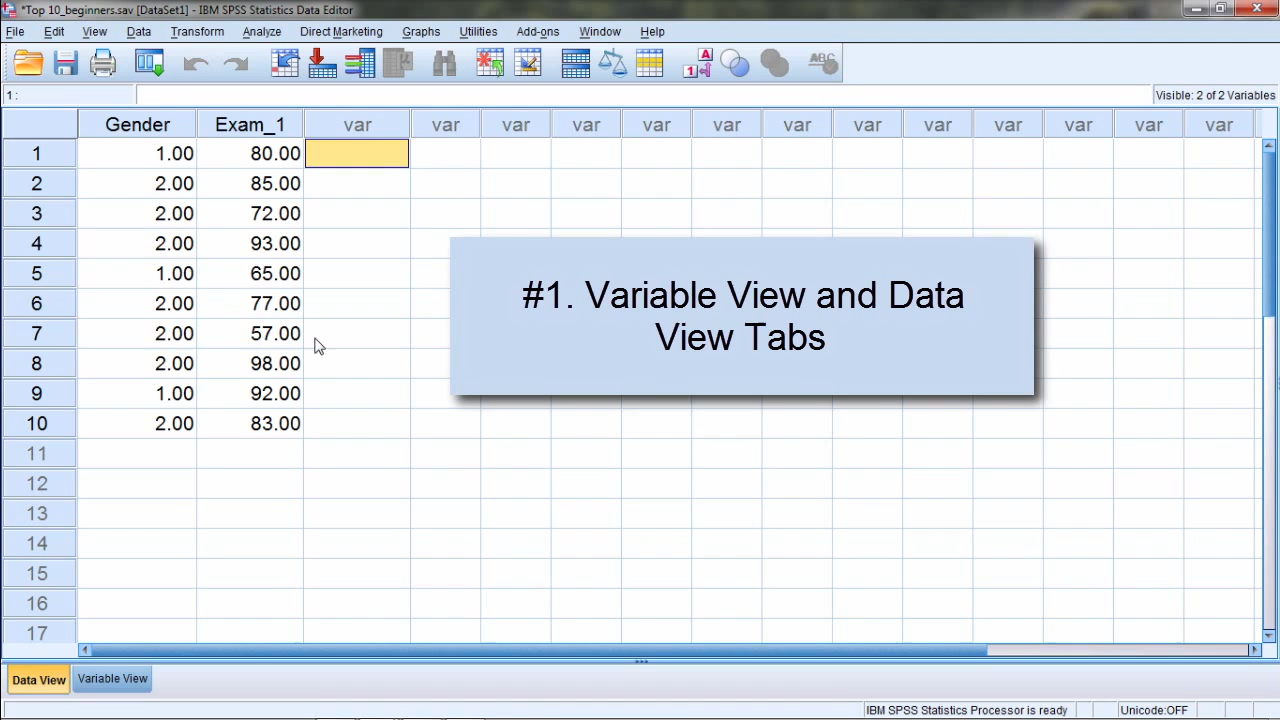 *Top 10_beginners.sav [DataSet1] - IBM SPSS Statistics Data Editor
File Edit View Data Transform Analyze Direct Marketing Graphs Utilities Add-ons Window Help
1 : Visible: 2 of 2 Variables
Gender Exam_1 var var var var var var var var var var var var var
1 1.00 80.00
2 2.00 85.00
3 2.00 72.00
4 2.00 93.00
5 1.00 65.00
6 2.00 77.00
7 2.00 57.00
8 2.00 98.00
9 1.00 92.00
10 2.00 83.00
11
12
13
14
15
16
17
#1. Variable View and Data
View Tabs
Data View Variable View
IBM SPSS Statistics Processor is ready Unicode:OFF